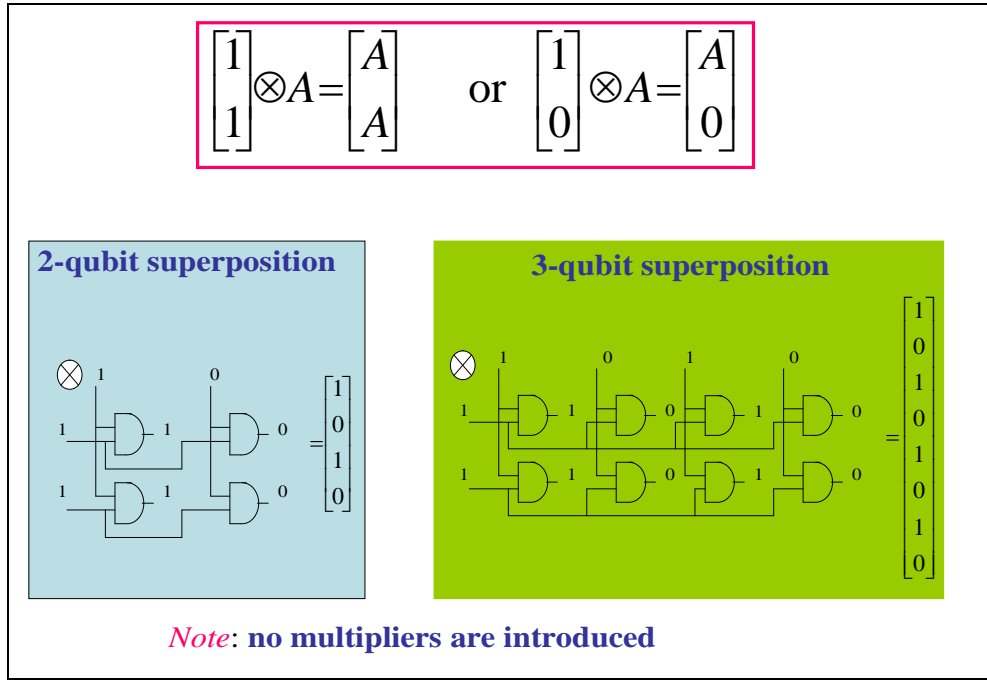 [1 1] ⊗ A = [A A] or [1 0] ⊗ A = [A 0]
2-qubit superposition
⊗ 1 0
1 1 0
1 1 0
= [1 0 1 0]
3-qubit superposition
⊗ 1 0 1 0
1 1 0 1 0
1 1 0 1 0
= [1 0 1 0 1 0 1 0]
Note: no multipliers are introduced